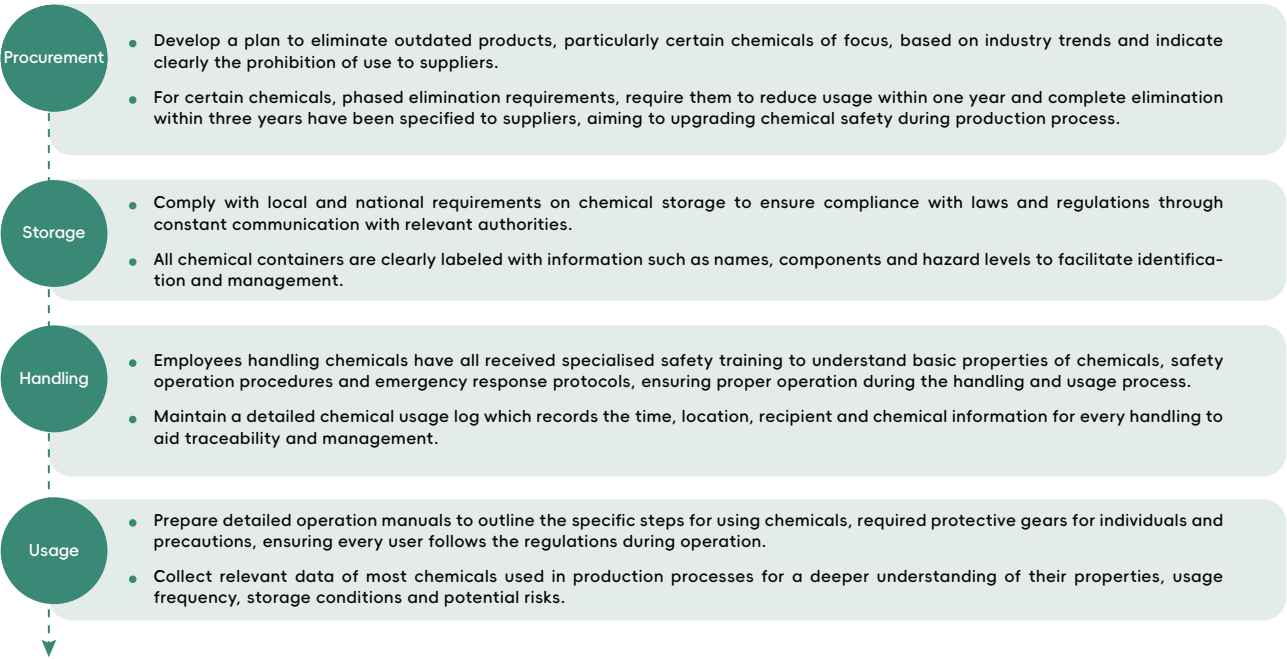 Procurement
Develop a plan to eliminate outdated products, particularly certain chemicals of focus, based on industry trends and indicate
clearly the prohibition of use to suppliers.
For certain chemicals, phased elimination requirements, require them to reduce usage within one year and complete elimination
within three years have been specified to suppliers, aiming to upgrading chemical safety during production process.
Storage
Comply with local and national requirements on chemical storage to ensure compliance with laws and regulations through
constant communication with relevant authorities.
All chemical containers are clearly labeled with information such as names, components and hazard levels to facilitate identifica-
tion and management.
Handling
Employees handling chemicals have all received specialised safety training to understand basic properties of chemicals, safety
operation procedures and emergency response protocols, ensuring proper operation during the handling and usage process.
Maintain a detailed chemical usage log which records the time, location, recipient and chemical information for every handling to
aid traceability and management.
Usage
Prepare detailed operation manuals to outline the specific steps for using chemicals, required protective gears for individuals and
precautions, ensuring every user follows the regulations during operation.
Collect relevant data of most chemicals used in production processes for a deeper understanding of their properties, usage
frequency, storage conditions and potential risks.